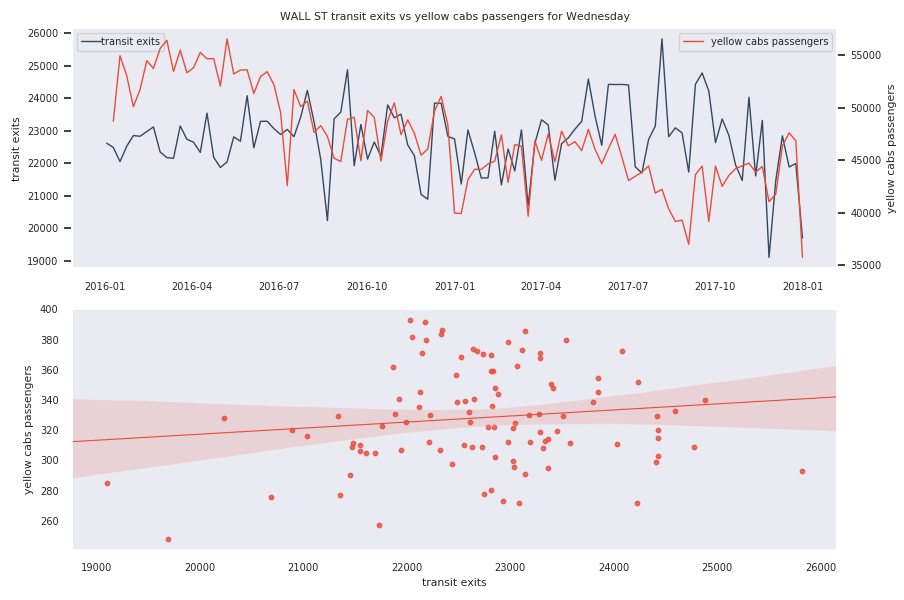 WALL ST transit exits vs yellow cabs passengers for Wednesday
transit exits
yellow cabs passengers
26000
25000
24000
23000
22000
21000
20000
19000
transit exits
55000
50000
45000
40000
35000
yellow cabs passengers
2016-01 2016-04 2016-07 2016-10 2017-01 2017-04 2017-07 2017-10 2018-01
400
380
360
340
320
300
280
260
yellow cabs passengers
19000 20000 21000 22000 23000 24000 25000 26000
transit exits